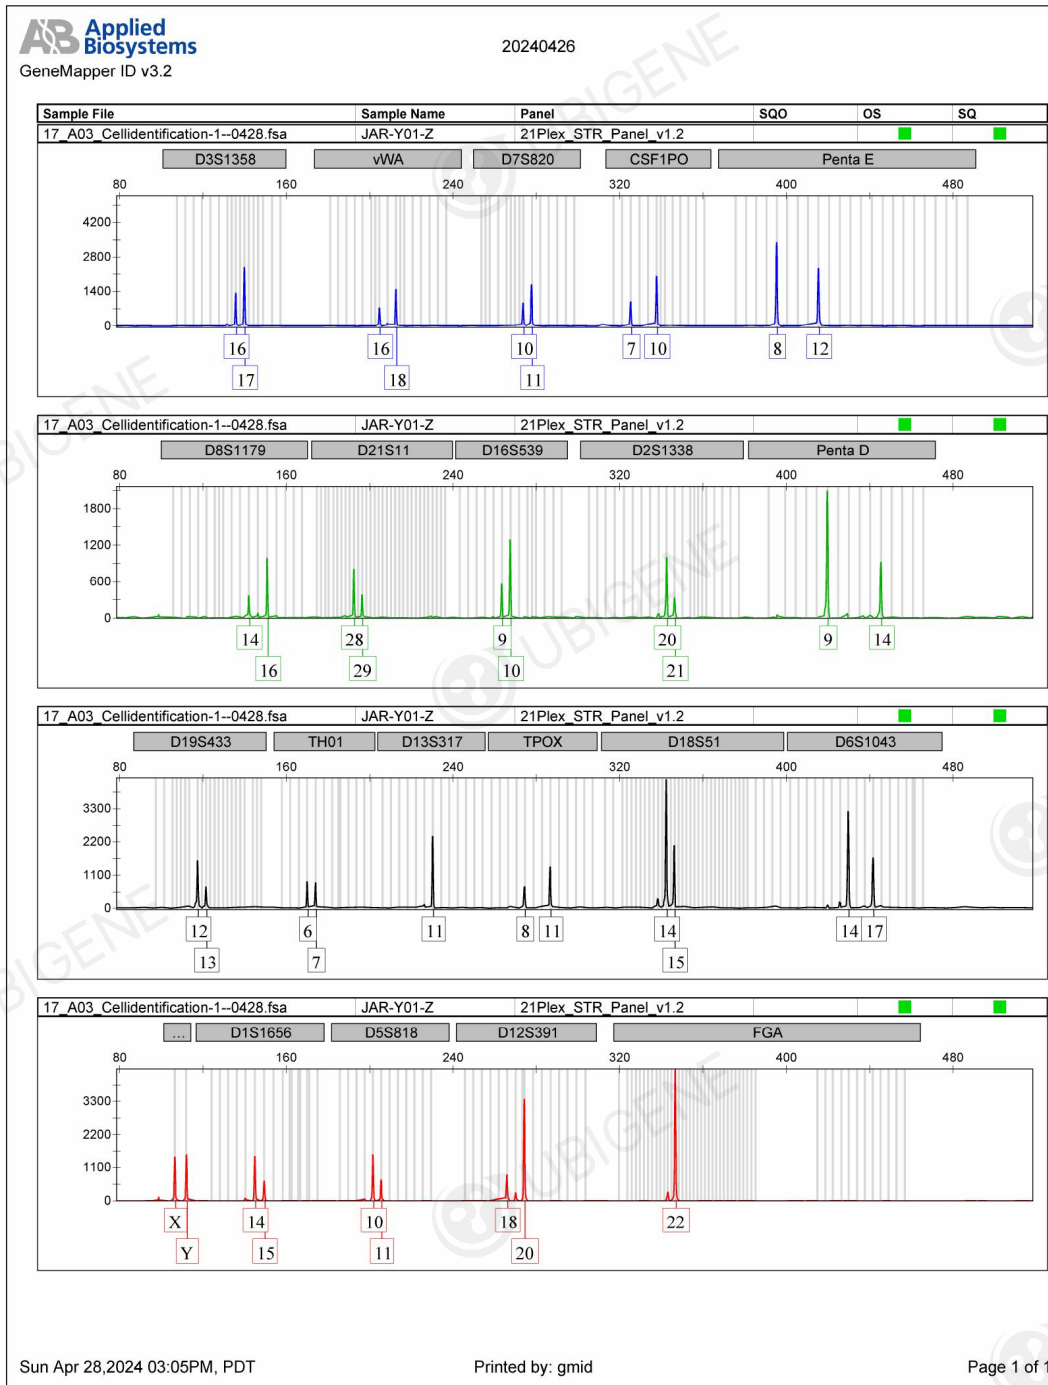 AB Applied
Biosystems
20240426
GeneMapper ID v3.2
Sample File Sample Name Panel SQO OS SQ
17_A03_Cellidentification-1--0428.fsa JAR-Y01-Z 21Plex_STR_Panel_v1.2
D3S1358 vWA D7S820 CSF1PO Penta E
80 160 240 320 400 480
4200
2800
1400
0
16 16 10 7 10 8 12
17 18 11
17_A03_Cellidentification-1--0428.fsa JAR-Y01-Z 21Plex_STR_Panel_v1.2
D8S1179 D21S11 D16S539 D2S1338 Penta D
80 160 240 320 400 480
1800
1200
600
0
14 28 9 20 9 14
16 29 10 21
17_A03_Cellidentification-1--0428.fsa JAR-Y01-Z 21Plex_STR_Panel_v1.2
D19S433 TH01 D13S317 TPOX D18S51 D6S1043
80 160 240 320 400 480
3300
2200
1100
0
12 6 11 8 11 14 14 17
13 7 15
17_A03_Cellidentification-1--0428.fsa JAR-Y01-Z 21Plex_STR_Panel_v1.2
... D1S1656 D5S818 D12S391 FGA
80 160 240 320 400 480
3300
2200
1100
0
X 14 10 18 22
Y 15 11 20
Sun Apr 28,2024 03:05PM, PDT Printed by: gmid Page 1 of 1
UBIGENE
UBIGENE
UBIGENE
UBIGENE
UBIGENE
UBIGENE